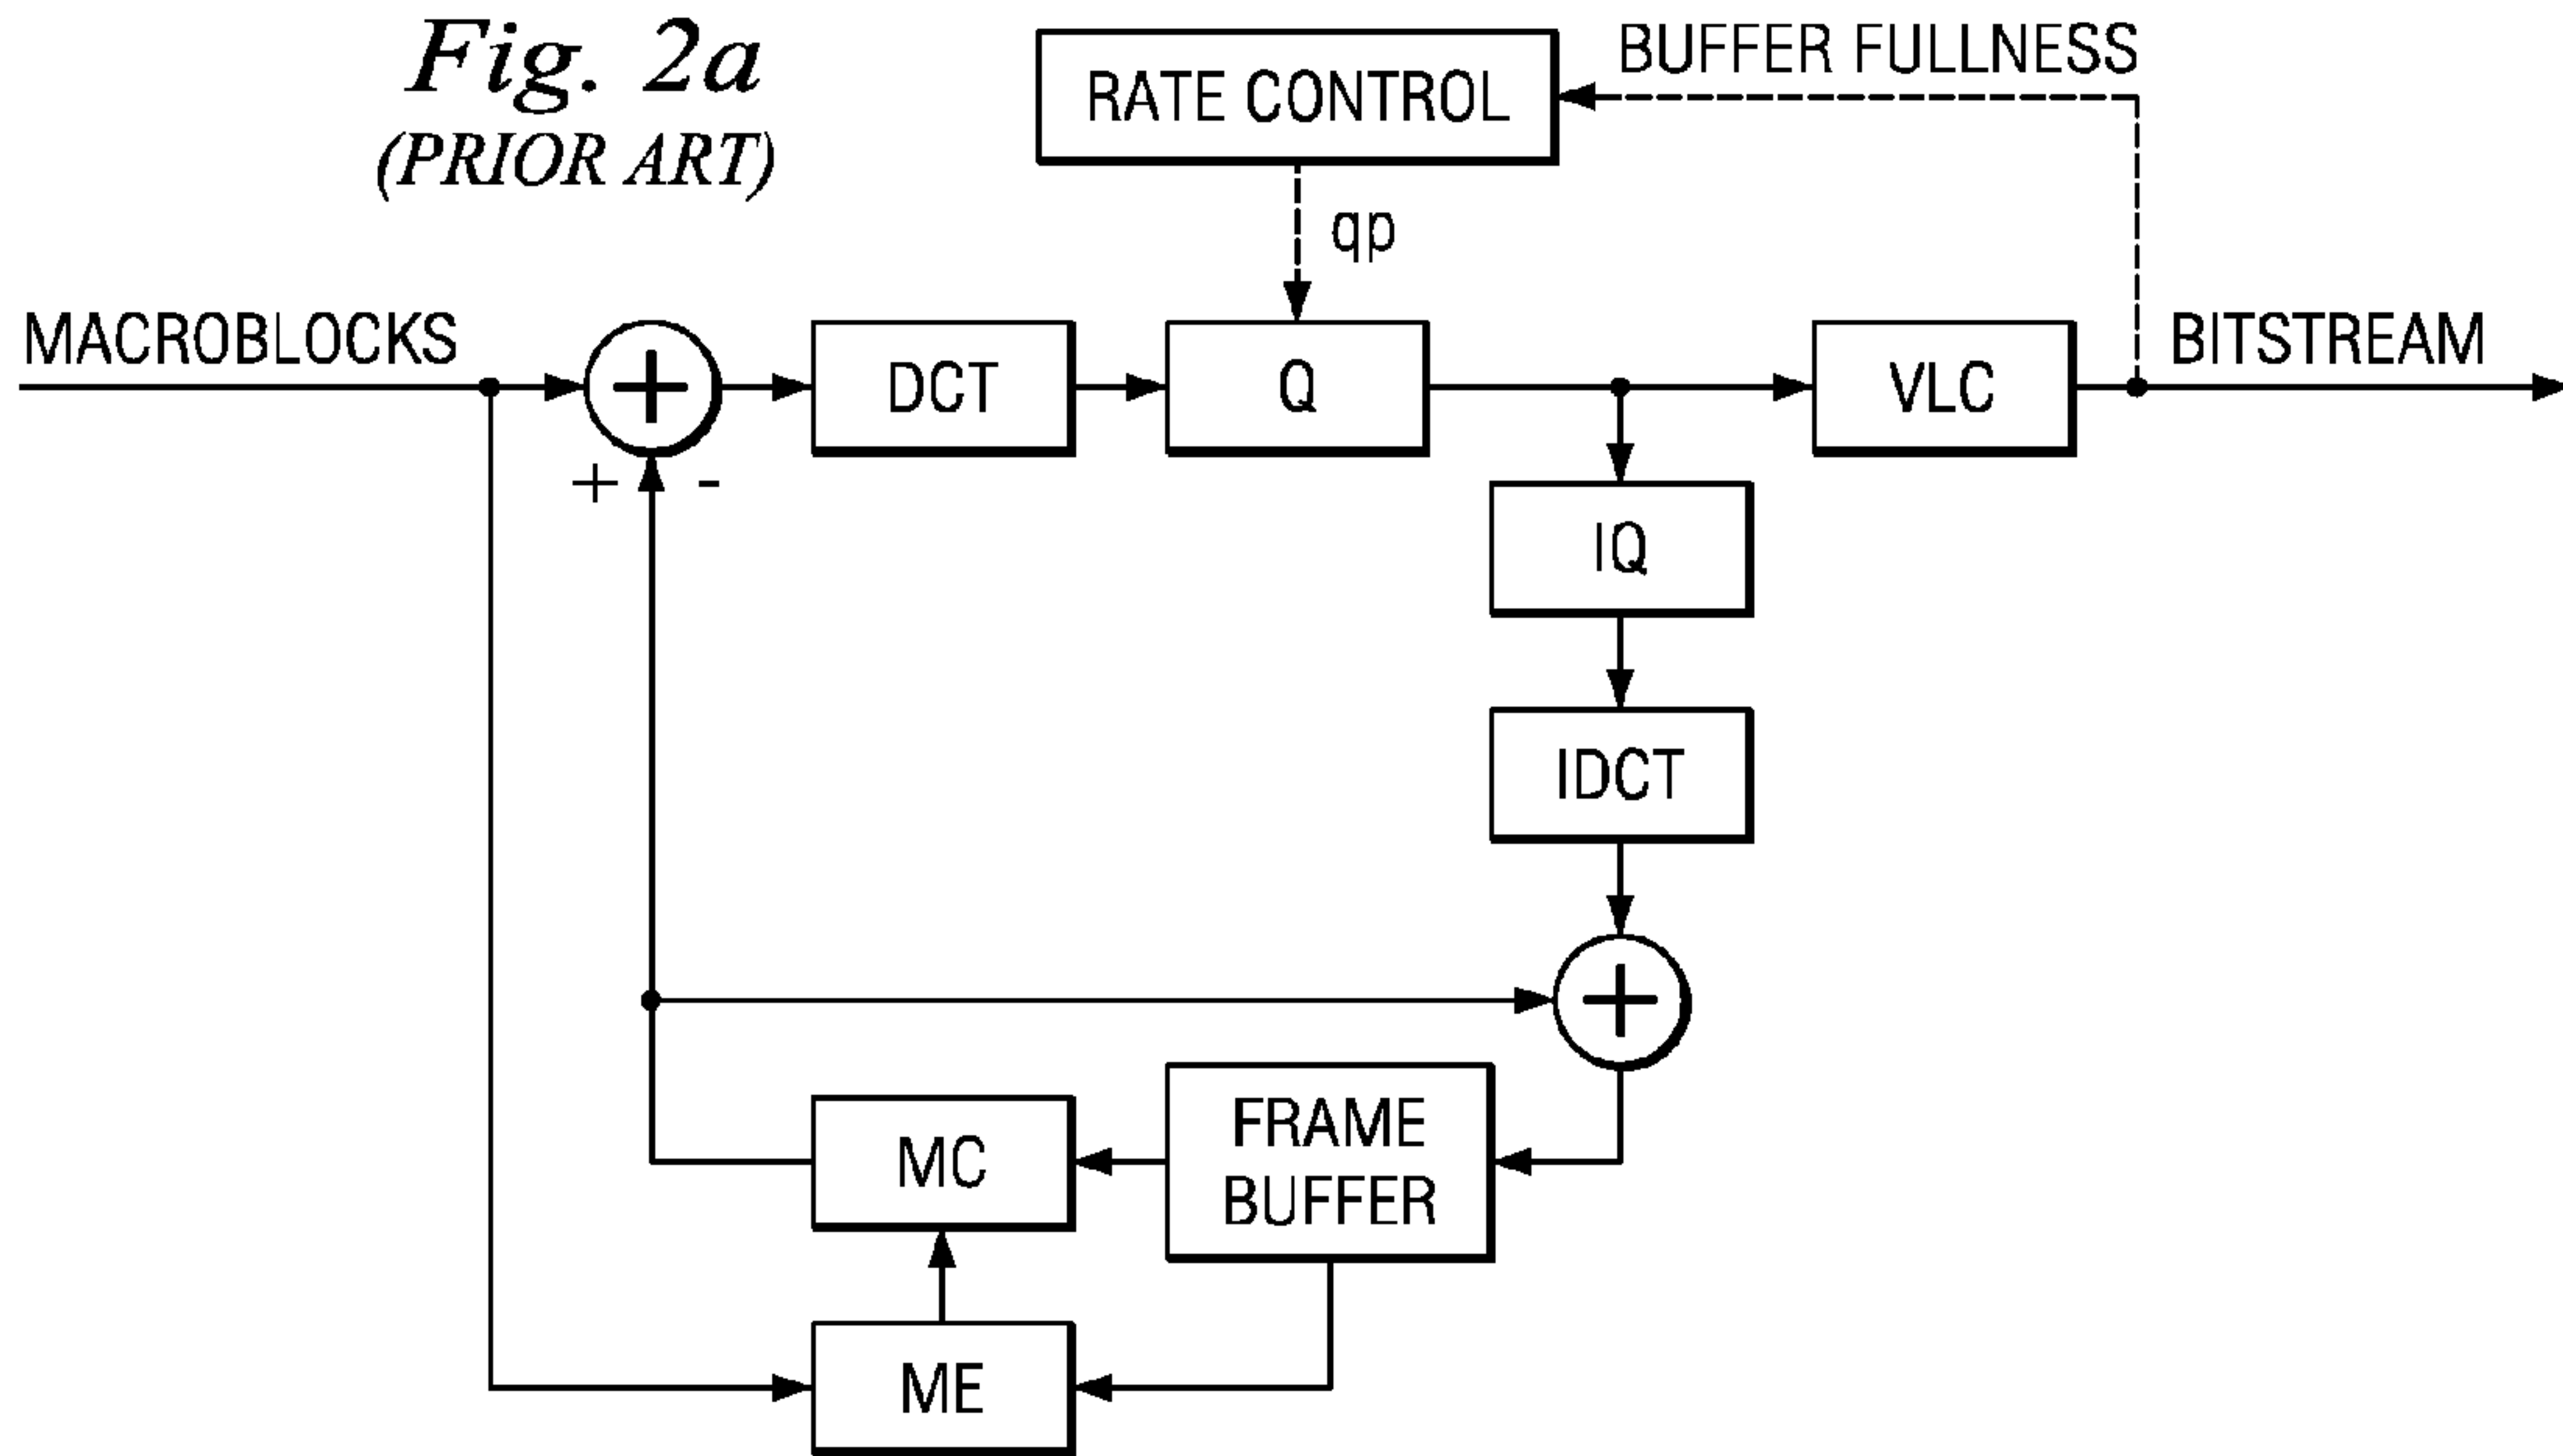 Fig. 2a
(PRIOR ART)
RATE CONTROL
BUFFER FULLNESS
qp
MACROBLOCKS
+
DCT
Q
VLC
BITSTREAM
+ -
IQ
IDCT
+
MC
FRAME
BUFFER
ME